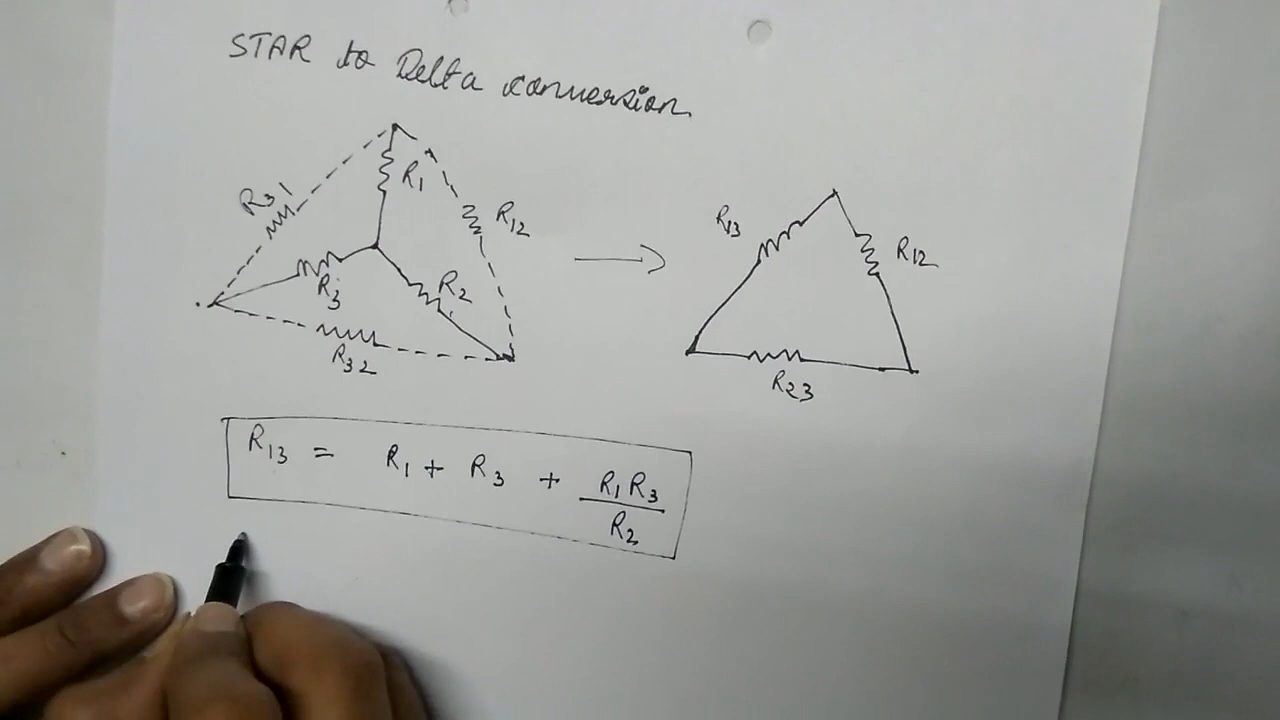 STAR to Delta conversion.
R31
R1
R12
R3
R2
R32
R13
R12
R23
R13 = R1 + R3 + R1R3/R2